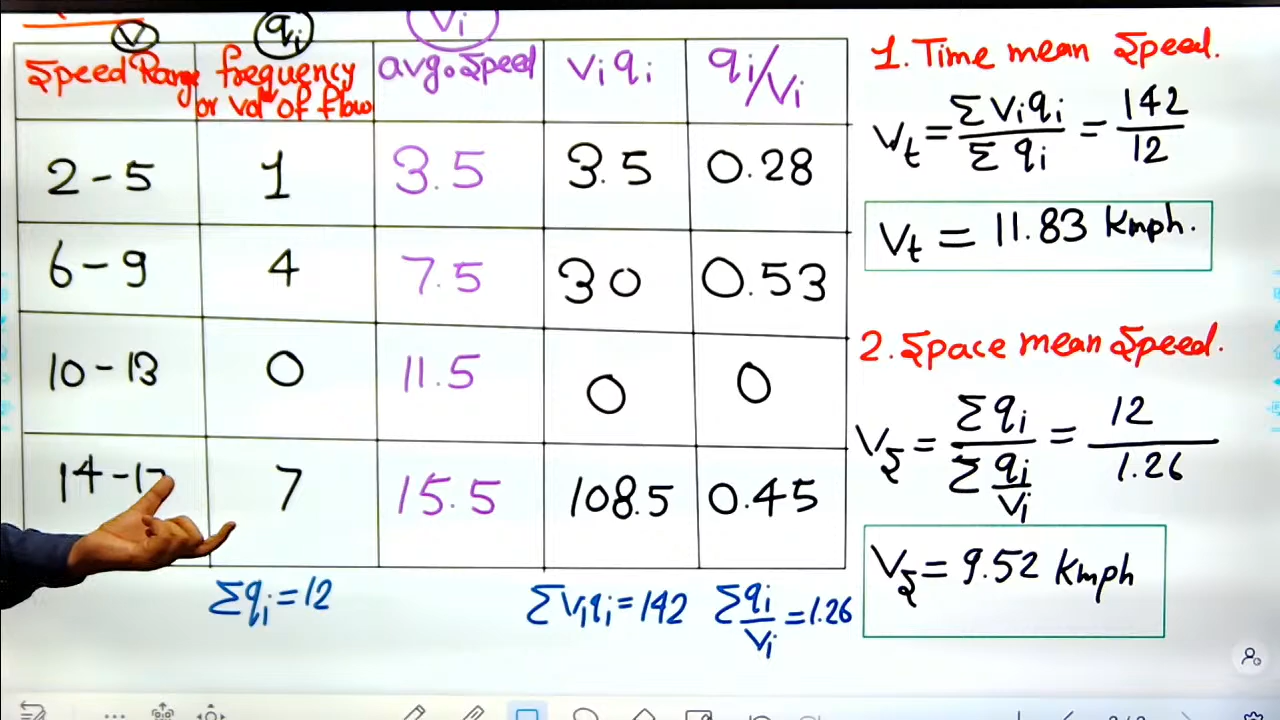 V qi Vi
Speed Range frequency or vol^m of flow avg. Speed Vi qi qi/Vi
2-5 1 3.5 3.5 0.28
6-9 4 7.5 30 0.53
10-13 0 11.5 0 0
14-17 7 15.5 108.5 0.45
Σqi=12 ΣViqi=142 Σqi/Vi=1.26
1. Time mean Speed.
Vt = ΣViqi/Σqi = 142/12
Vt = 11.83 Kmph.
2. Space mean Speed.
Vs = Σqi/Σqi/Vi = 12/1.26
Vs = 9.52 Kmph